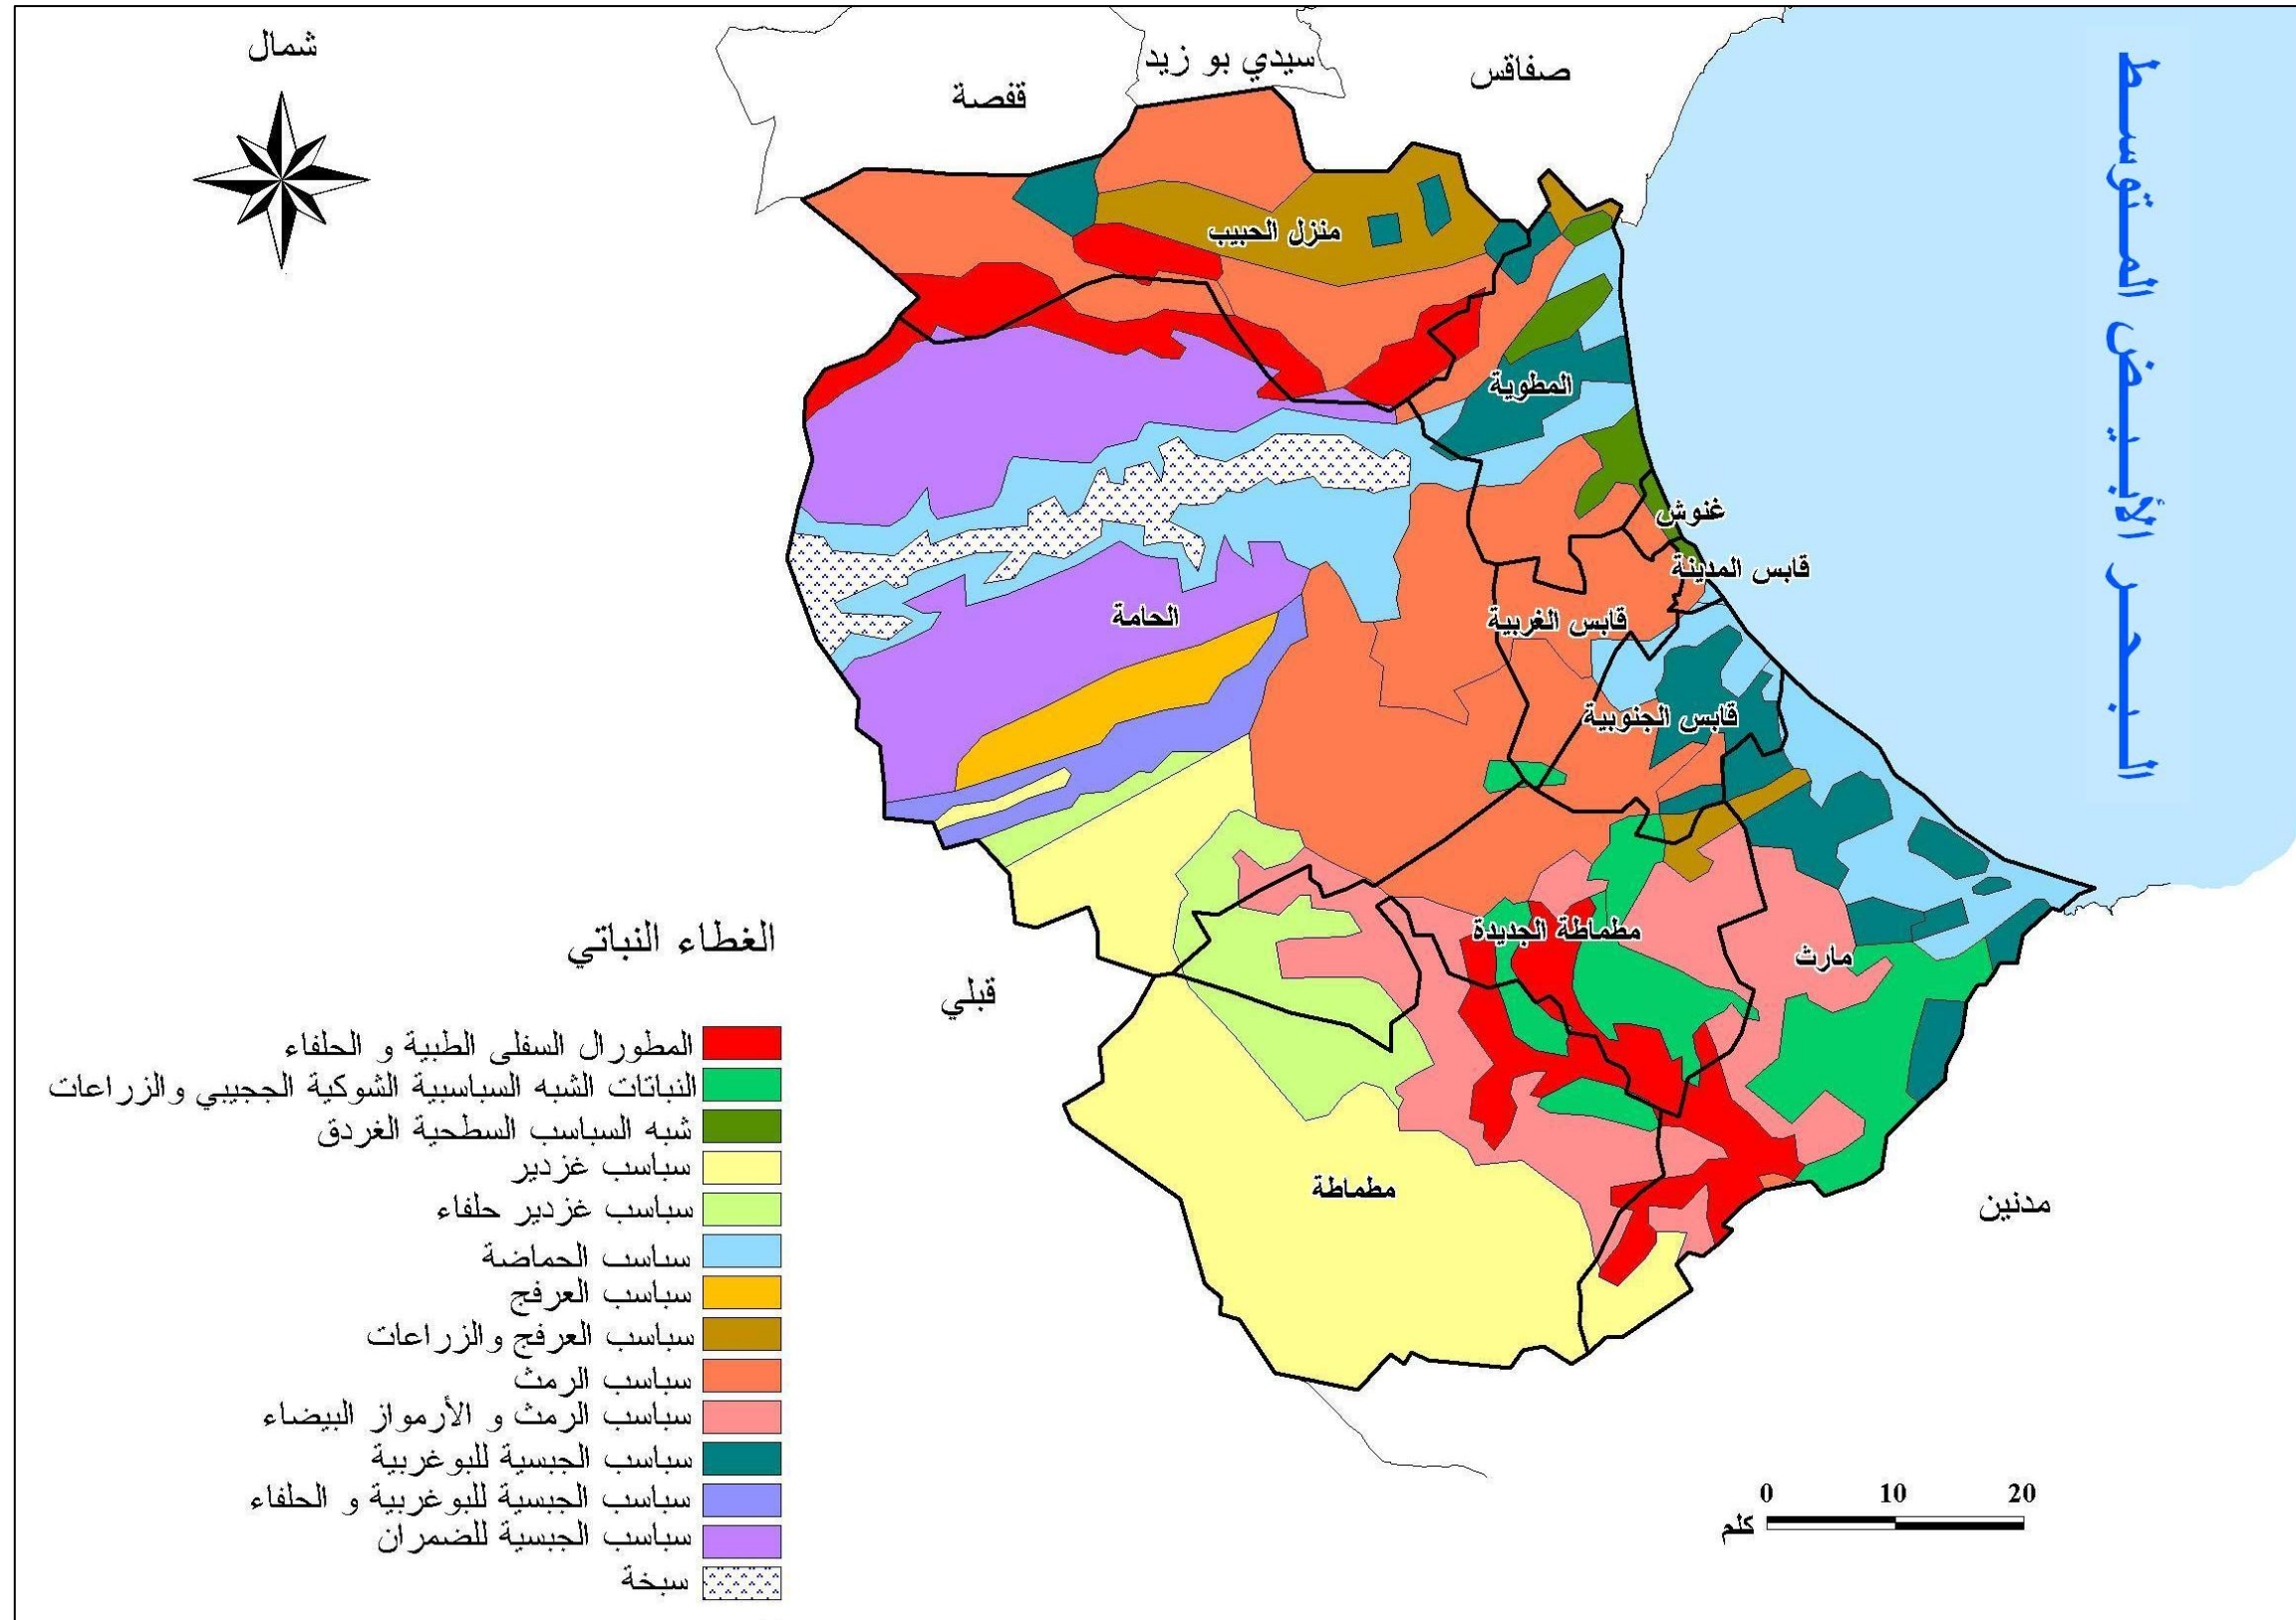 شمال
قفصة
سيدي بو زيد
صفاقس
البحر الأبيض المتوسط
منزل الحبيب
المطوية
غنوش
قابس المدينة
الحامة
قابس الغربية
قابس الجنوبية
مطماطة الجديدة
مارث
قبلي
مطماطة
مدنين
الغطاء النباتي
المطورال السفلى الطبية و الحلفاء
النباتات الشبه السباسبية الشوكية الججيبي والزراعات
شبه السباسب السطحية الغردق
سباسب غزدير
سباسب غزدير حلفاء
سباسب الحماضة
سباسب العرفج
سباسب العرفج والزراعات
سباسب الرمث
سباسب الرمث و الأرمواز البيضاء
سباسب الجبسية للبوغربية
سباسب الجبسية للبوغربية و الحلفاء
سباسب الجبسية للضمران
سبخة
0 10 20
كلم